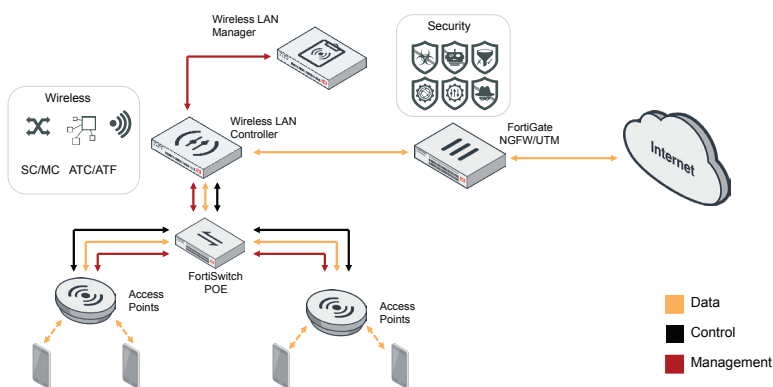 Wireless LAN
Manager
Security
Wireless
SC/MC ATC/ATF
Wireless LAN
Controller
FortiGate
NGFW/UTM
Internet
FortiSwitch
POE
Access
Points
Access
Points
Data
Control
Management